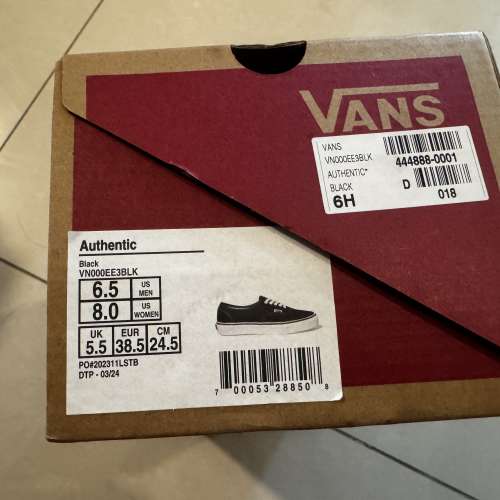 VANS
VANS
VN000EE3BLK 444888-0001
AUTHENTIC*
BLACK D 018
6H
Authentic
Black
VN000EE3BLK
6.5 US MEN
8.0 US WOMEN
UK EUR CM
5.5 38.5 24.5
PO#202311LSTB
DTP - 03/24
7 00053 28850 9